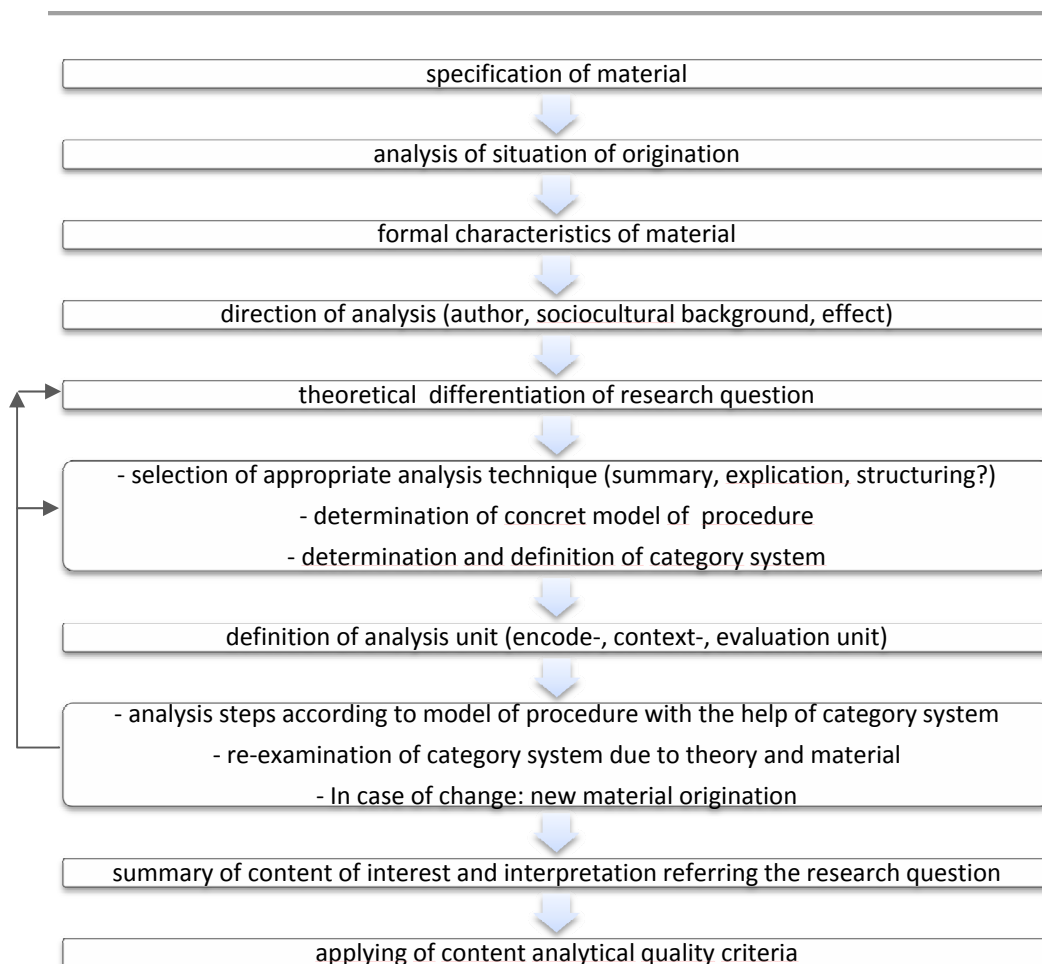 specification of material
analysis of situation of origination
formal characteristics of material
direction of analysis (author, sociocultural background, effect)
theoretical  differentiation of research question
- selection of appropriate analysis technique (summary, explication, structuring?)
- determination of concret model of  procedure
- determination and definition of category system
definition of analysis unit (encode-, context-, evaluation unit)
- analysis steps according to model of procedure with the help of category system
- re-examination of category system due to theory and material
- In case of change: new material origination
summary of content of interest and interpretation referring the research question
applying of content analytical quality criteria